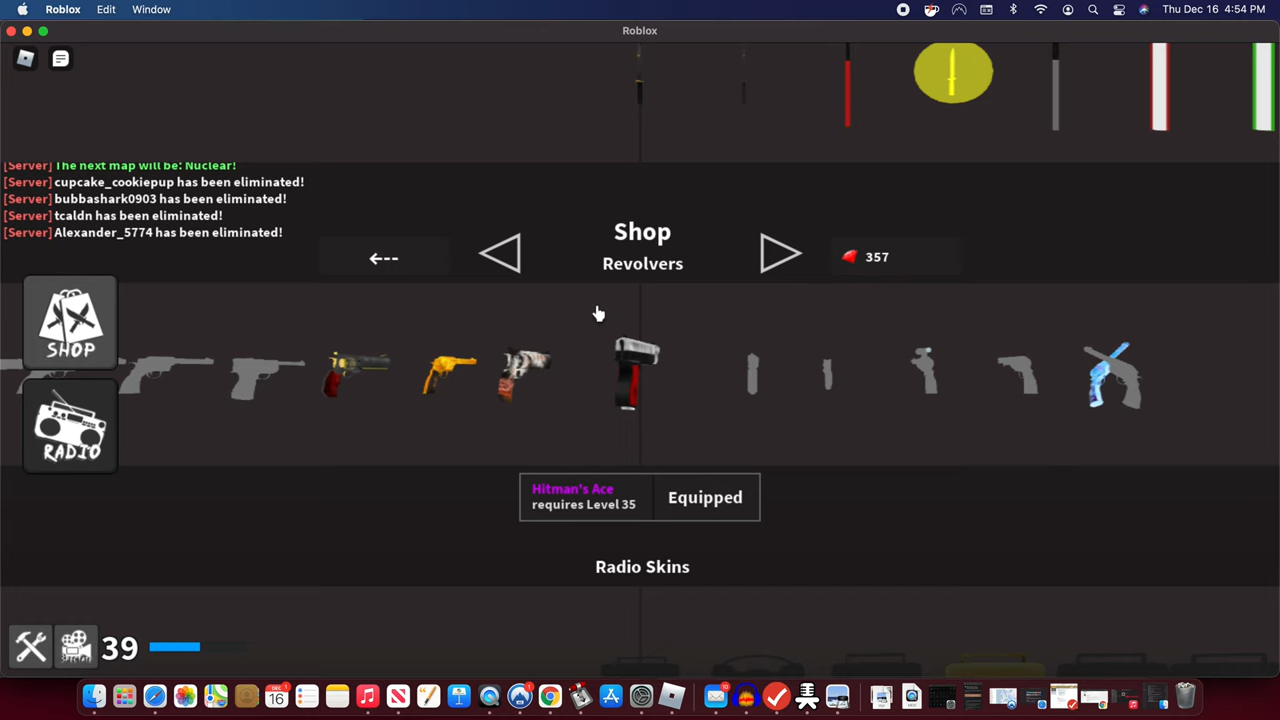 Roblox Edit Window
Thu Dec 16 4:54 PM
Roblox
[Server] The next map will be: Nuclear!
[Server] cupcake_cookiepup has been eliminated!
[Server] bubbashark0903 has been eliminated!
[Server] tcaldn has been eliminated!
[Server] Alexander_5774 has been eliminated!
Shop
Revolvers
<---
357
SHOP
RADIO
Hitman's Ace
requires Level 35
Equipped
Radio Skins
39